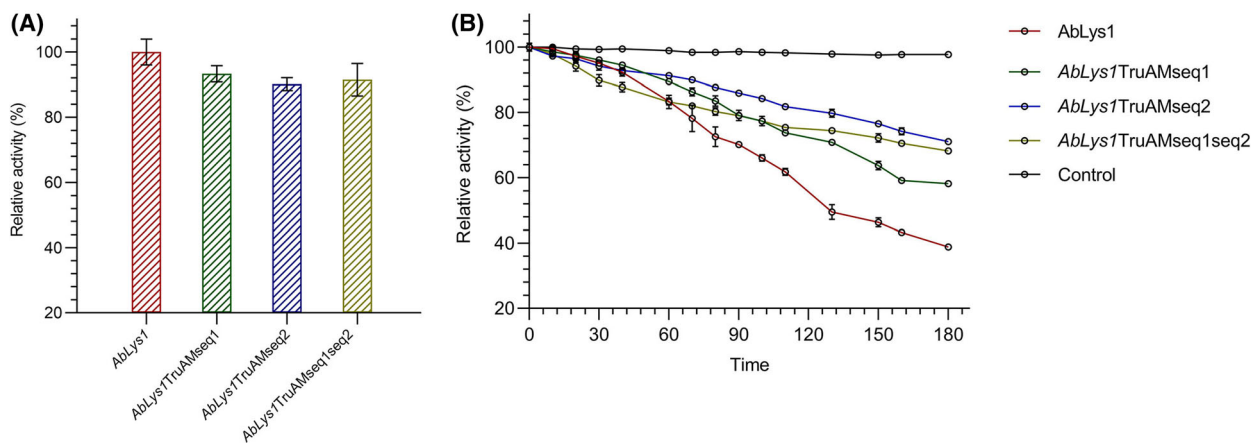 (A)
Relative activity (%)
100
80
60
40
20
AbLys1
AbLys1TruAMseq1
AbLys1TruAMseq2
AbLys1TruAMseq1seq2
(B)
Relative activity (%)
100
80
60
40
20
0 30 60 90 120 150 180
Time
AbLys1
AbLys1TruAMseq1
AbLys1TruAMseq2
AbLys1TruAMseq1seq2
Control